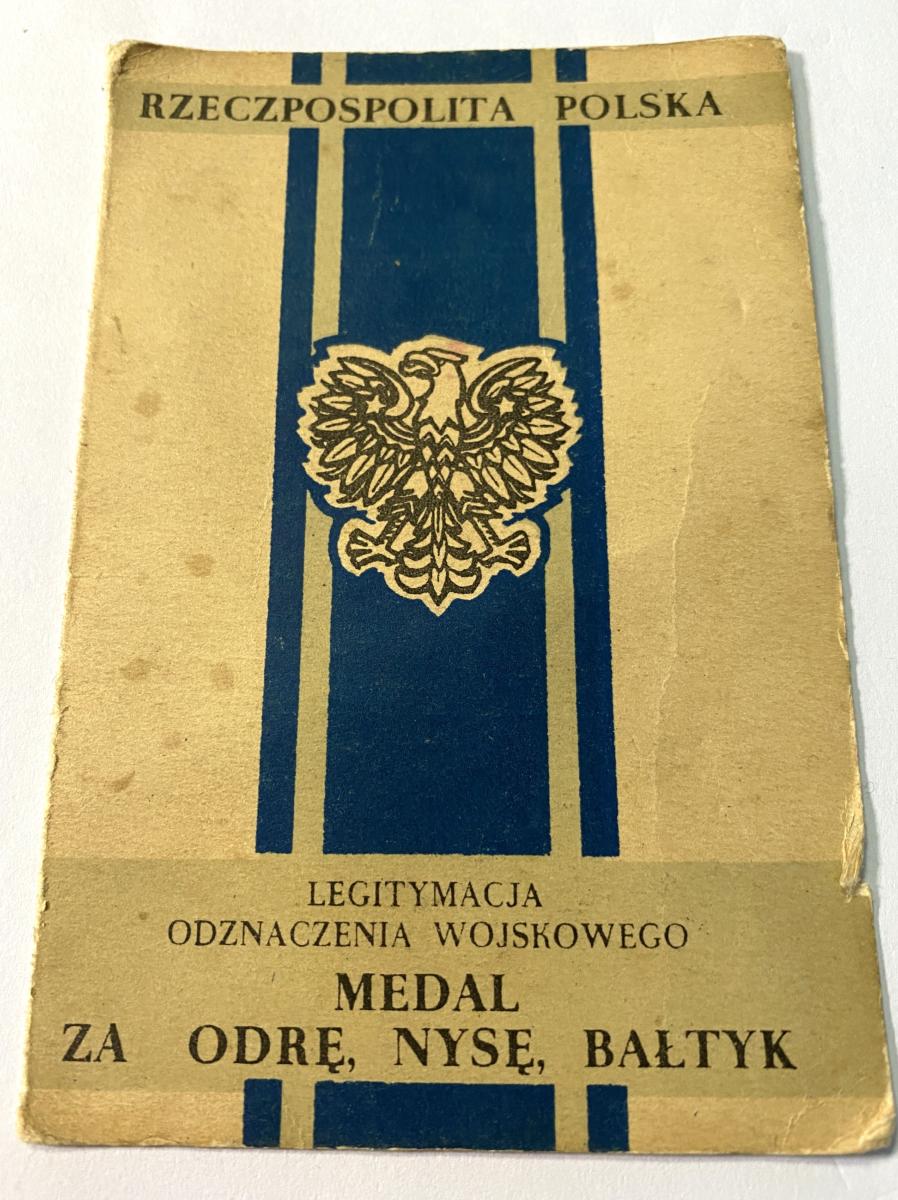 RZECZPOSPOLITA POLSKA
LEGITYMACJA
ODZNACZENIA WOJSKOWEGO
MEDAL
ZA ODRĘ, NYSĘ, BAŁTYK